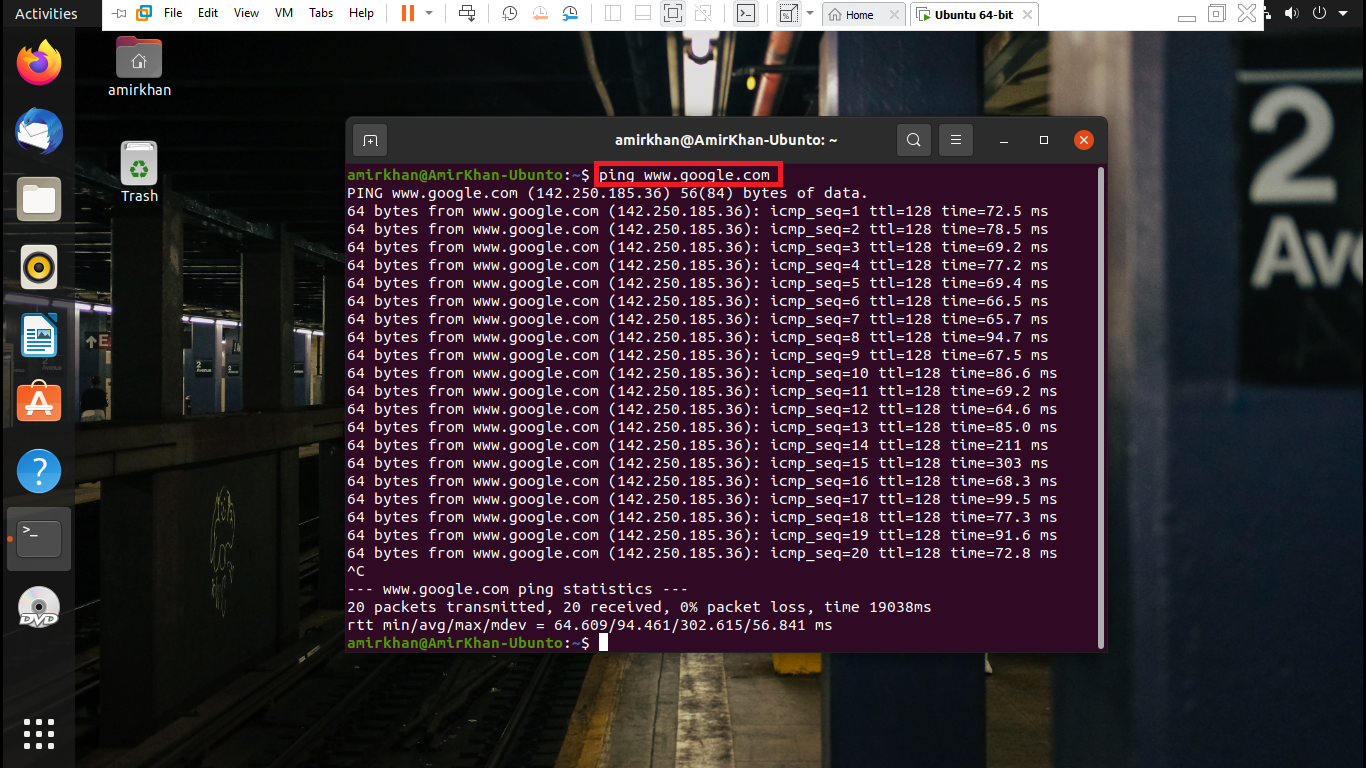 Activities
File Edit View VM Tabs Help
Home
Ubuntu 64-bit
amirkhan
Trash
DVD
2
Avenue
2
Av
amirkhan@AmirKhan-Ubunto: ~
amirkhan@AmirKhan-Ubunto:~$ ping www.google.com
PING www.google.com (142.250.185.36) 56(84) bytes of data.
64 bytes from www.google.com (142.250.185.36): icmp_seq=1 ttl=128 time=72.5 ms
64 bytes from www.google.com (142.250.185.36): icmp_seq=2 ttl=128 time=78.5 ms
64 bytes from www.google.com (142.250.185.36): icmp_seq=3 ttl=128 time=69.2 ms
64 bytes from www.google.com (142.250.185.36): icmp_seq=4 ttl=128 time=77.2 ms
64 bytes from www.google.com (142.250.185.36): icmp_seq=5 ttl=128 time=69.4 ms
64 bytes from www.google.com (142.250.185.36): icmp_seq=6 ttl=128 time=66.5 ms
64 bytes from www.google.com (142.250.185.36): icmp_seq=7 ttl=128 time=65.7 ms
64 bytes from www.google.com (142.250.185.36): icmp_seq=8 ttl=128 time=94.7 ms
64 bytes from www.google.com (142.250.185.36): icmp_seq=9 ttl=128 time=67.5 ms
64 bytes from www.google.com (142.250.185.36): icmp_seq=10 ttl=128 time=86.6 ms
64 bytes from www.google.com (142.250.185.36): icmp_seq=11 ttl=128 time=69.2 ms
64 bytes from www.google.com (142.250.185.36): icmp_seq=12 ttl=128 time=64.6 ms
64 bytes from www.google.com (142.250.185.36): icmp_seq=13 ttl=128 time=85.0 ms
64 bytes from www.google.com (142.250.185.36): icmp_seq=14 ttl=128 time=211 ms
64 bytes from www.google.com (142.250.185.36): icmp_seq=15 ttl=128 time=303 ms
64 bytes from www.google.com (142.250.185.36): icmp_seq=16 ttl=128 time=68.3 ms
64 bytes from www.google.com (142.250.185.36): icmp_seq=17 ttl=128 time=99.5 ms
64 bytes from www.google.com (142.250.185.36): icmp_seq=18 ttl=128 time=77.3 ms
64 bytes from www.google.com (142.250.185.36): icmp_seq=19 ttl=128 time=91.6 ms
64 bytes from www.google.com (142.250.185.36): icmp_seq=20 ttl=128 time=72.8 ms
^C
--- www.google.com ping statistics ---
20 packets transmitted, 20 received, 0% packet loss, time 19038ms
rtt min/avg/max/mdev = 64.609/94.461/302.615/56.841 ms
amirkhan@AmirKhan-Ubunto:~$